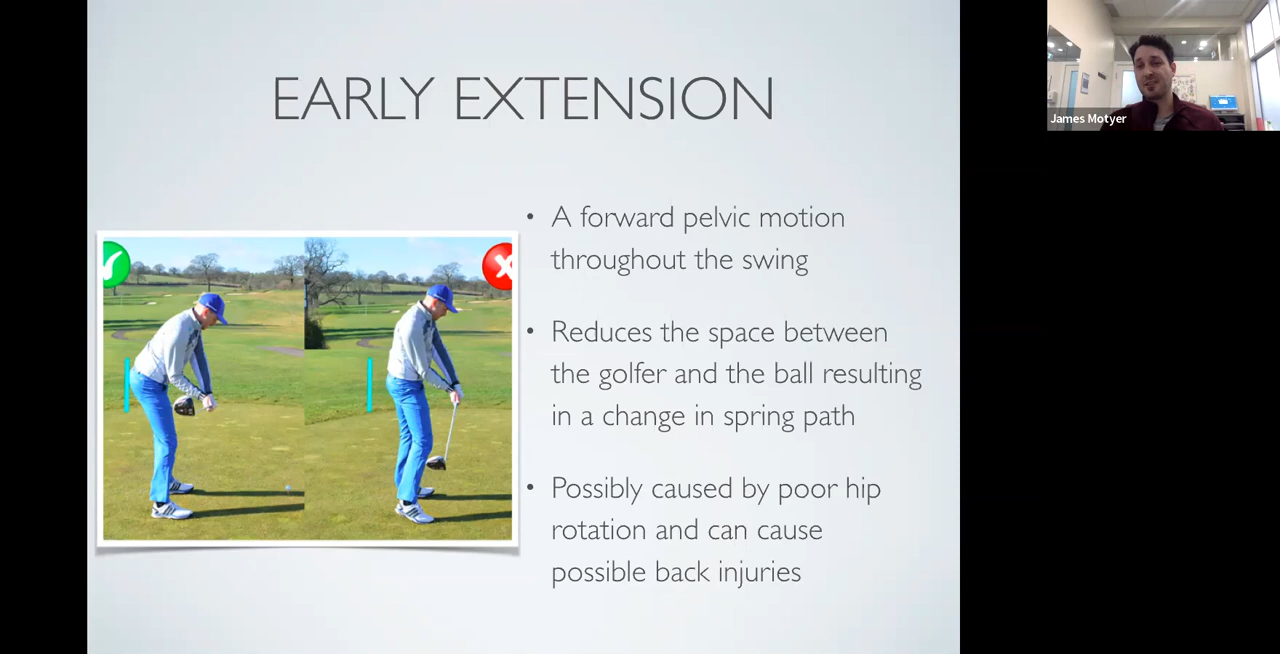 EARLY EXTENSION
• A forward pelvic motion
throughout the swing
• Reduces the space between
the golfer and the ball resulting
in a change in spring path
• Possibly caused by poor hip
rotation and can cause
possible back injuries
James Motyer